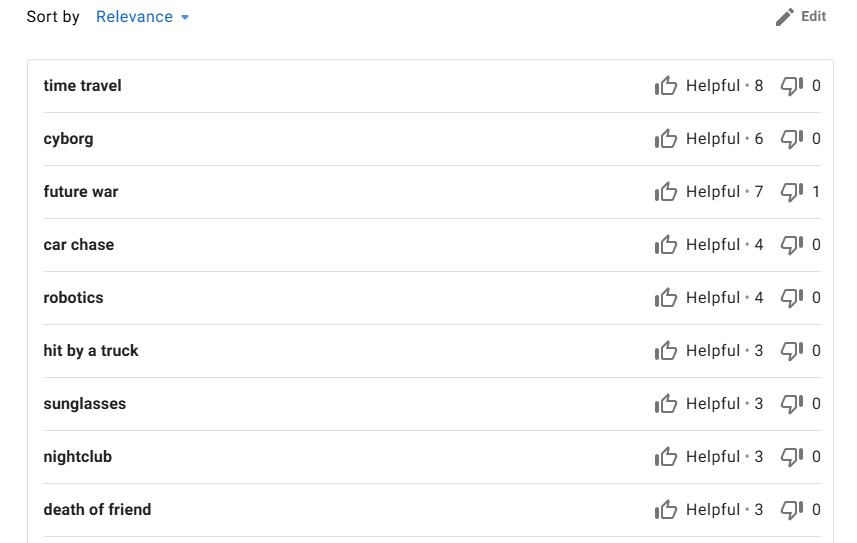 Sort by Relevance Edit
time travel Helpful • 8 0
cyborg Helpful • 6 0
future war Helpful • 7 1
car chase Helpful • 4 0
robotics Helpful • 4 0
hit by a truck Helpful • 3 0
sunglasses Helpful • 3 0
nightclub Helpful • 3 0
death of friend Helpful • 3 0